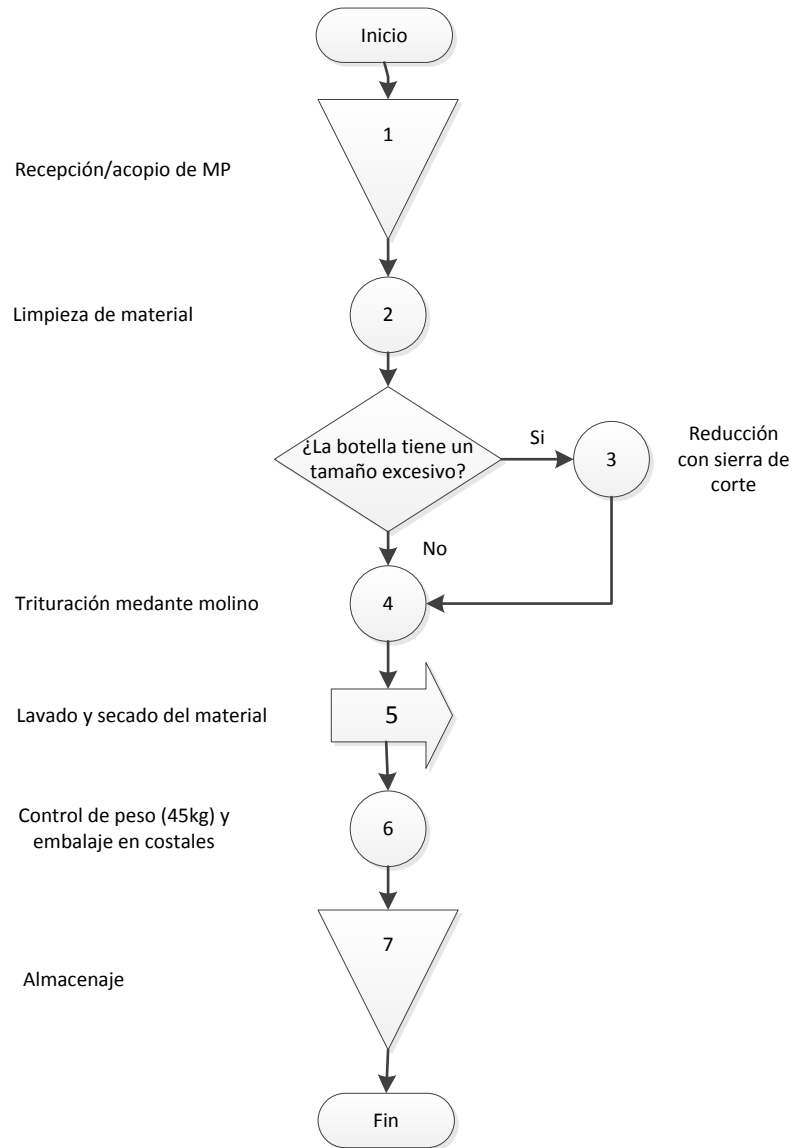 Inicio
1
Recepción/acopio de MP
Limpieza de material
2
¿La botella tiene un
tamaño excesivo?
Si
3
Reducción
con sierra de
corte
No
Trituración medante molino
4
Lavado y secado del material
5
Control de peso (45kg) y
embalaje en costales
6
7
Almacenaje
Fin